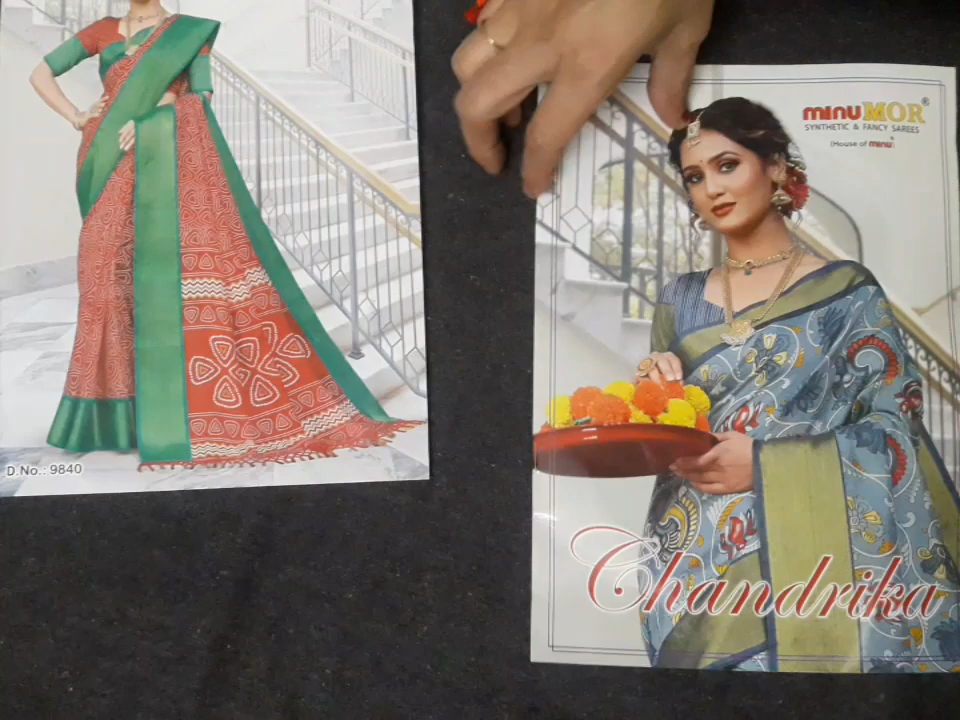 D.No.: 9840
minuMOR®
SYNTHETIC & FANCY SAREES
(House of minu)
Chandrika